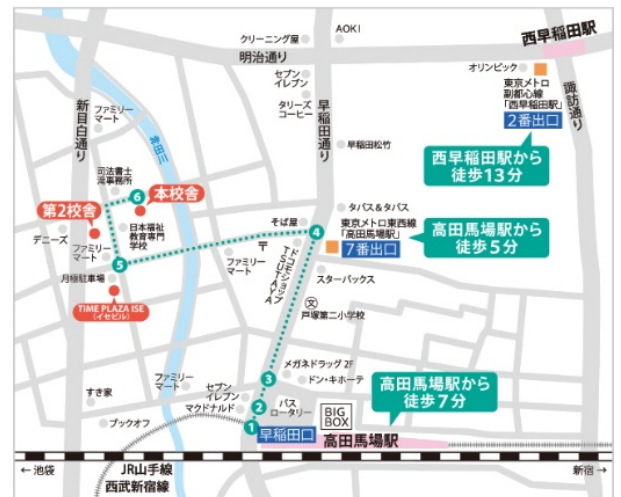 AOKI
クリーニング屋
明治通り
西早稲田駅
セブン
イレブン
タリーズ
コーヒー
早稲田通り
オリンピック
東京メトロ
副都心線
「西早稲田駅」
2番出口
諏訪通り
新目白通り
ファミリー
マート
早稲田松竹
西早稲田駅から
徒歩13分
司法書士
滝事務所
6
本校舎
第2校舎
タパス&タパス
そば屋
4
東京メトロ東西線
「高田馬場駅」
7番出口
高田馬場駅から
徒歩5分
デニーズ
日本福祉
教育専門
学校
ファミリー
マート
5
〒
ファミリー
マート
ドコモショップ
TSUTAYA
スターバックス
月極駐車場
TIME PLAZA ISE
(イセビル)
文
戸塚第二小学校
メガネドラッグ 2F
3
ドン・キホーテ
ファミリー
マート
すき家
セブン
イレブン
マクドナルド
2
バス
ロータリー
BIG
BOX
高田馬場駅から
徒歩7分
ブックオフ
1
早稲田口
高田馬場駅
←池袋
JR山手線
西武新宿線
新宿→